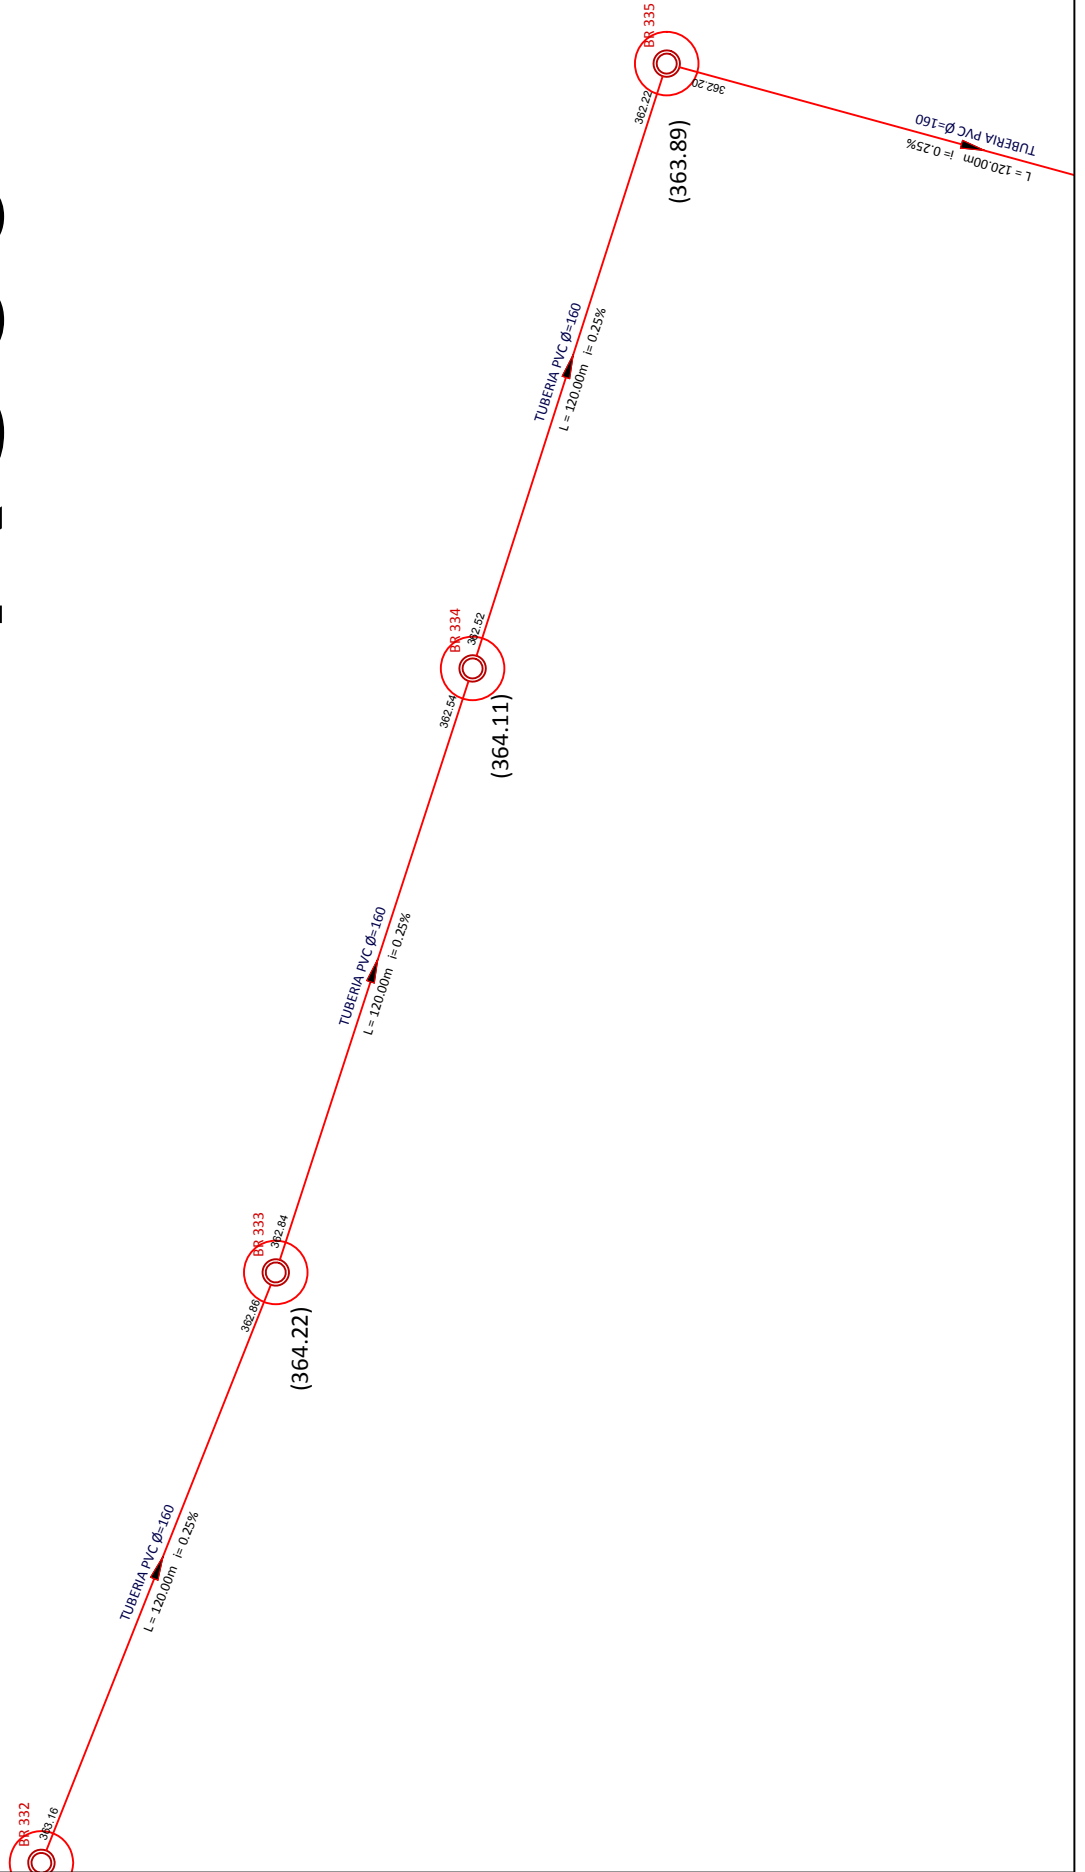 BR 335
362.22
362.20
(363.89)
TUBERIA PVC Ø=160
L = 120.00m i= 0.25%
TUBERIA PVC Ø=160
L = 120.00m i= 0.25%
BR 334
362.52
362.54
(364.11)
TUBERIA PVC Ø=160
L = 120.00m i= 0.25%
BR 333
362.84
362.86
(364.22)
TUBERIA PVC Ø=160
L = 120.00m i= 0.25%
BR 332
363.16